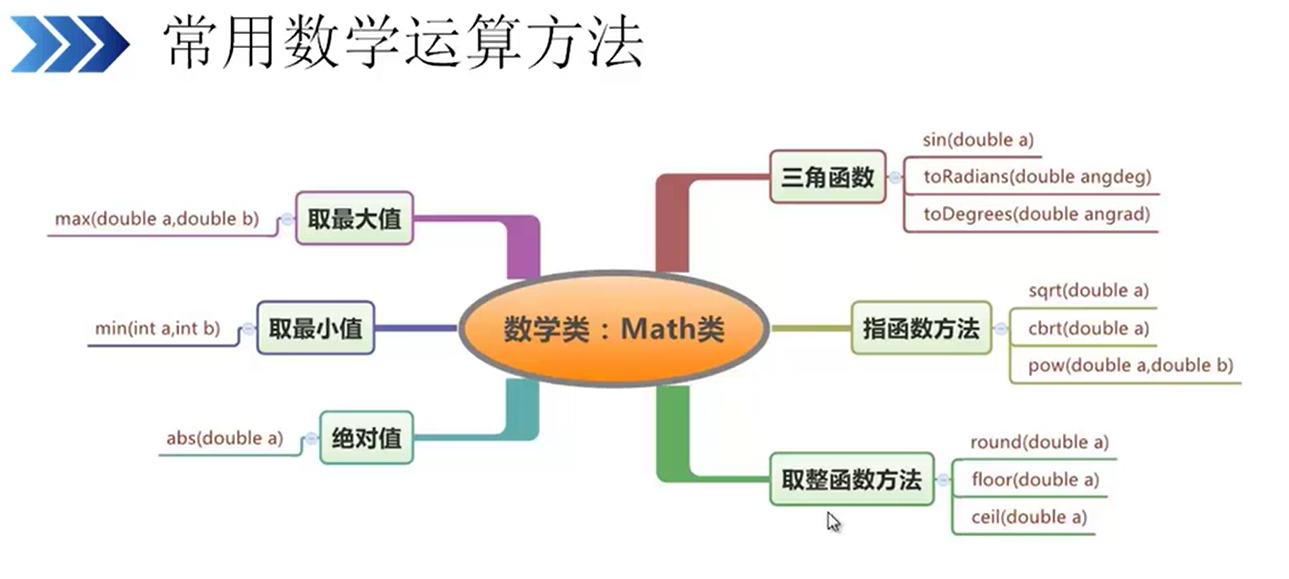 常用数学运算方法
数学类：Math类
取最大值
max(double a,double b)
取最小值
min(int a,int b)
绝对值
abs(double a)
三角函数
sin(double a)
toRadians(double angdeg)
toDegrees(double angrad)
指函数方法
sqrt(double a)
cbrt(double a)
pow(double a,double b)
取整函数方法
round(double a)
floor(double a)
ceil(double a)